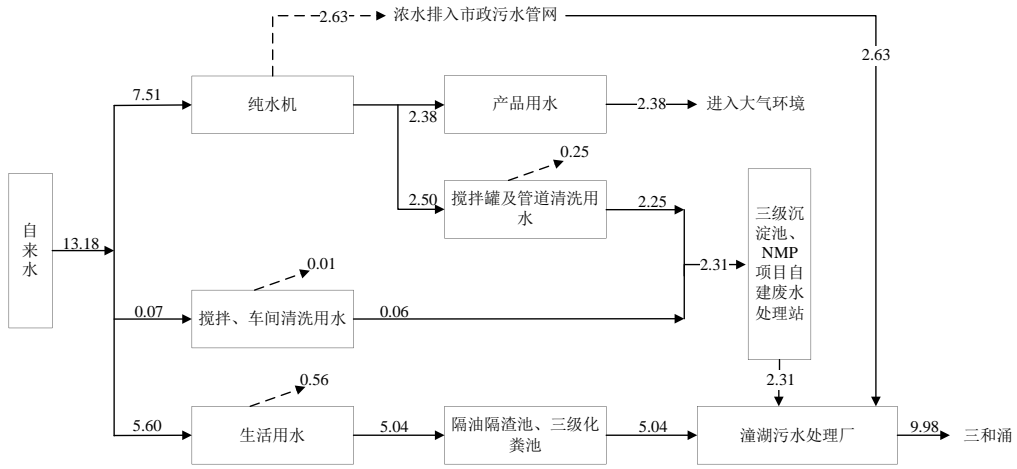 2.63
浓水排入市政污水管网
2.63
7.51
纯水机
2.38
产品用水
2.38
进入大气环境
0.25
2.50
搅拌罐及管道清洗用
水
2.25
三级沉
淀池、
NMP
项目自
建废水
处理站
自
来
水
13.18
2.31
0.01
0.07
搅拌、车间清洗用水
0.06
2.31
0.56
5.60
生活用水
5.04
隔油隔渣池、三级化
粪池
5.04
潼湖污水处理厂
9.98
三和涌